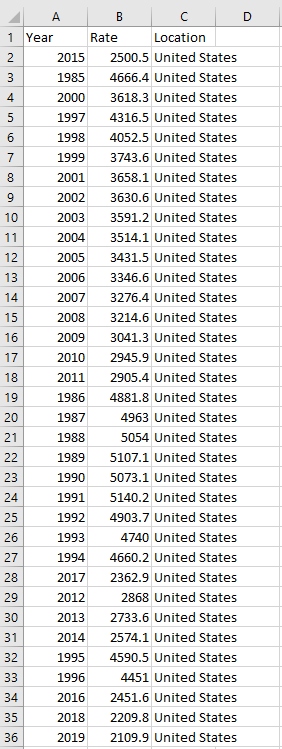 A B C D
1 Year Rate Location
2 2015 2500.5 United States
3 1985 4666.4 United States
4 2000 3618.3 United States
5 1997 4316.5 United States
6 1998 4052.5 United States
7 1999 3743.6 United States
8 2001 3658.1 United States
9 2002 3630.6 United States
10 2003 3591.2 United States
11 2004 3514.1 United States
12 2005 3431.5 United States
13 2006 3346.6 United States
14 2007 3276.4 United States
15 2008 3214.6 United States
16 2009 3041.3 United States
17 2010 2945.9 United States
18 2011 2905.4 United States
19 1986 4881.8 United States
20 1987 4963 United States
21 1988 5054 United States
22 1989 5107.1 United States
23 1990 5073.1 United States
24 1991 5140.2 United States
25 1992 4903.7 United States
26 1993 4740 United States
27 1994 4660.2 United States
28 2017 2362.9 United States
29 2012 2868 United States
30 2013 2733.6 United States
31 2014 2574.1 United States
32 1995 4590.5 United States
33 1996 4451 United States
34 2016 2451.6 United States
35 2018 2209.8 United States
36 2019 2109.9 United States